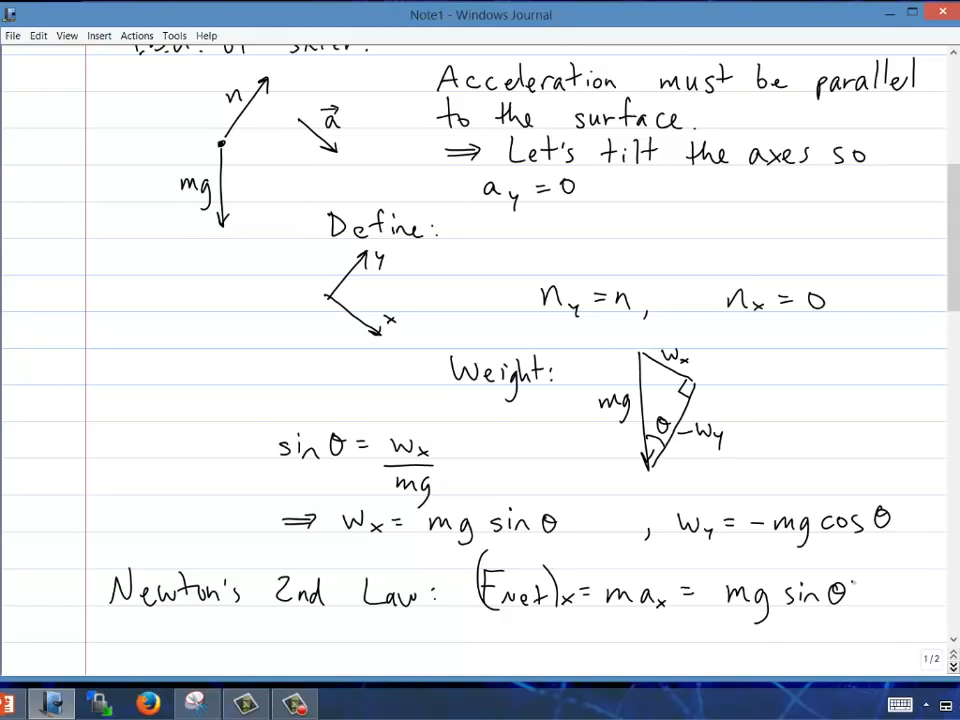 Note1 - Windows Journal
File Edit View Insert Actions Tools Help
of
n
a
mg
Acceleration must be parallel
to the surface.
⇒ Let's tilt the axes so
a_y = 0
Define:
y
x
n_y = n, n_x = 0
Weight:
w_x
mg
θ
-w_y
sin θ = w_x / mg
⇒ w_x = mg sin θ , w_y = -mg cos θ
Newton's 2nd Law: (F_net)_x = ma_x = mg sin θ
1/2